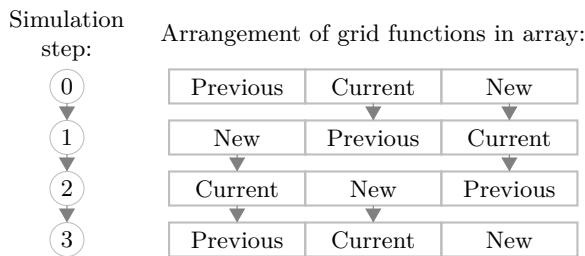 Simulation
step:
Arrangement of grid functions in array:
0 Previous Current New
1 New Previous Current
2 Current New Previous
3 Previous Current New